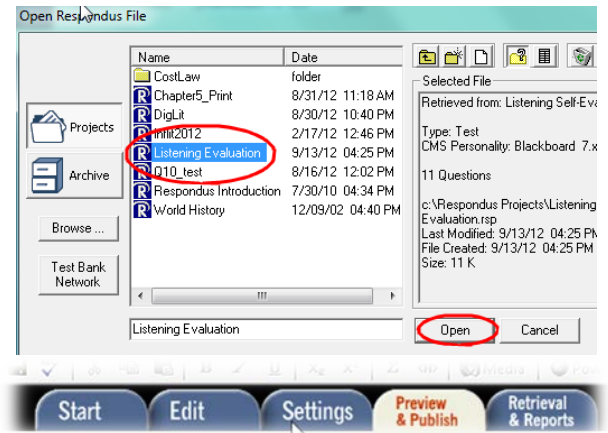 Open Respondus File
Name Date
CostLaw folder
Chapter5_Print 8/31/12 11:18 AM
DigLit 8/30/12 10:40 PM
Infilt2012 2/17/12 12:46 PM
Listening Evaluation 9/13/12 04:25 PM
Q10_test 8/16/12 12:02 PM
Respondus Introduction 7/30/10 04:34 PM
World History 12/09/02 04:40 PM
Projects
Archive
Browse ...
Test Bank
Network
Listening Evaluation
Selected File
Retrieved from: Listening Self-Eva
Type: Test
CMS Personality: Blackboard 7.x
11 Questions
c:\Respondus Projects\Listening
Evaluation.rsp
Last Modified: 9/13/12 04:25 PM
File Created: 9/13/12 04:25 PM
Size: 11 K
Open Cancel
Start Edit Settings Preview & Publish Retrieval & Reports